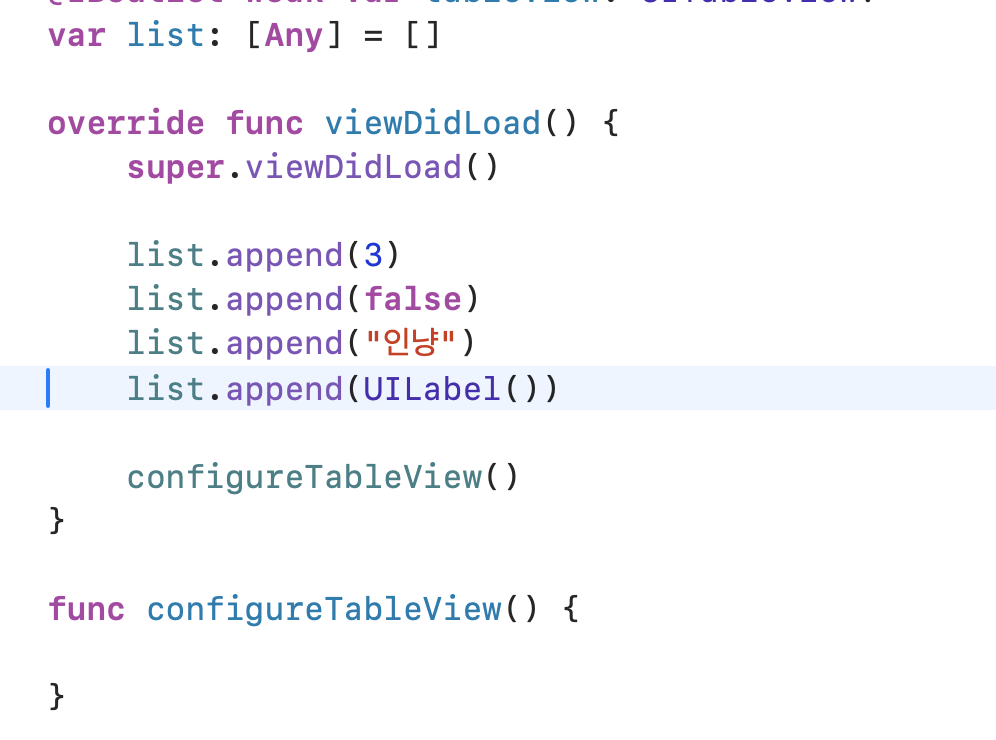 var list: [Any] = []
override func viewDidLoad() {
super.viewDidLoad()
list.append(3)
list.append(false)
list.append("인냥")
list.append(UILabel())
configureTableView()
}
func configureTableView() {
}